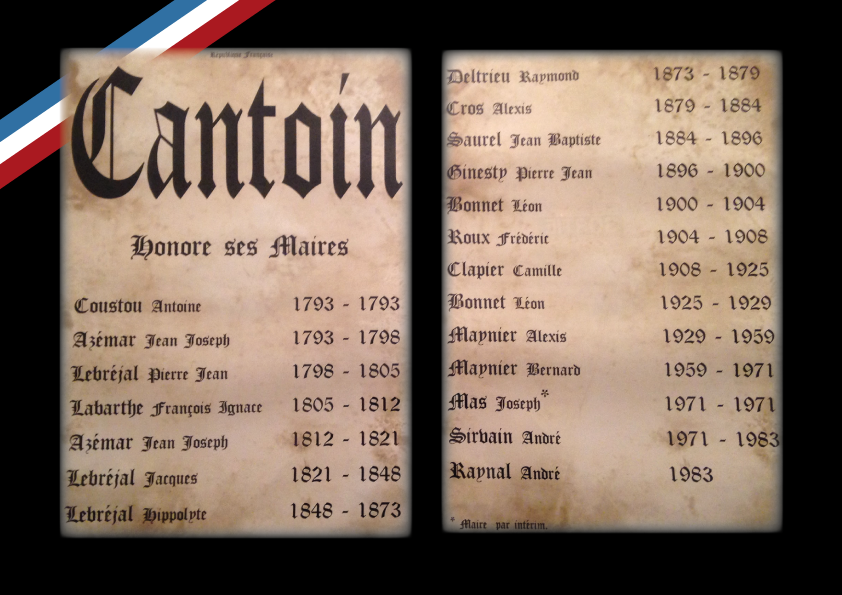 République Française
Cantoin
Honore ses Maires
Coustou Antoine 1793 - 1793
Azémar Jean Joseph 1793 - 1798
Lebréjal Pierre Jean 1798 - 1805
Labarthe François Ignace 1805 - 1812
Azémar Jean Joseph 1812 - 1821
Lebréjal Jacques 1821 - 1848
Lebréjal Hippolyte 1848 - 1873
Deltrieu Raymond 1873 - 1879
Cros Alexis 1879 - 1884
Saurel Jean Baptiste 1884 - 1896
Ginesty Pierre Jean 1896 - 1900
Bonnet Léon 1900 - 1904
Roux Frédéric 1904 - 1908
Clapier Camille 1908 - 1925
Bonnet Léon 1925 - 1929
Maynier Alexis 1929 - 1959
Maynier Bernard 1959 - 1971
Mas Joseph* 1971 - 1971
Sirvain André 1971 - 1983
Raynal André 1983
* Maire par intérim.